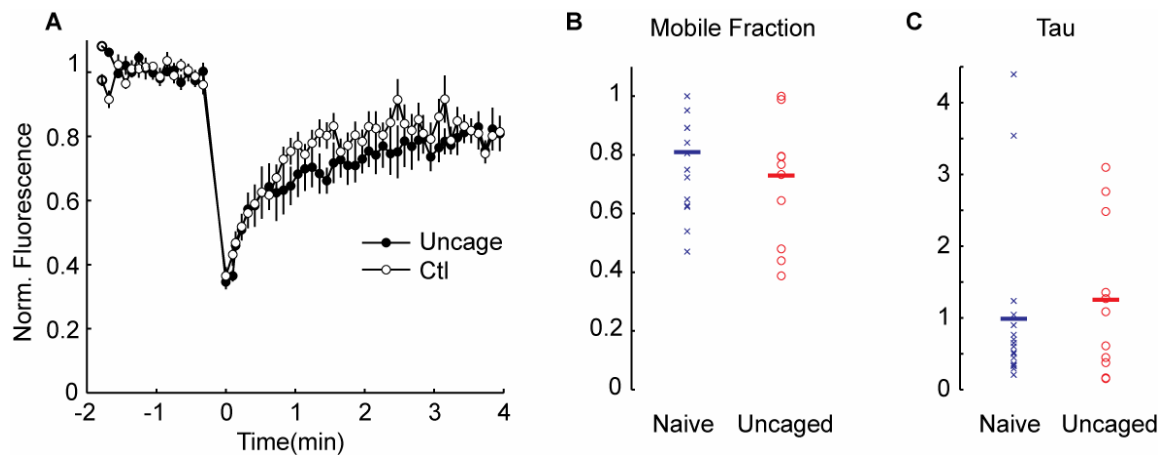 A
Norm. Fluorescence
1
0.8
0.6
0.4
0.2
0
-2
-1
0
1
2
3
4
Time(min)
Uncage
Ctl
B
Mobile Fraction
1
0.8
0.6
0.4
0.2
0
Naive
Uncaged
C
Tau
4
3
2
1
0
Naive
Uncaged